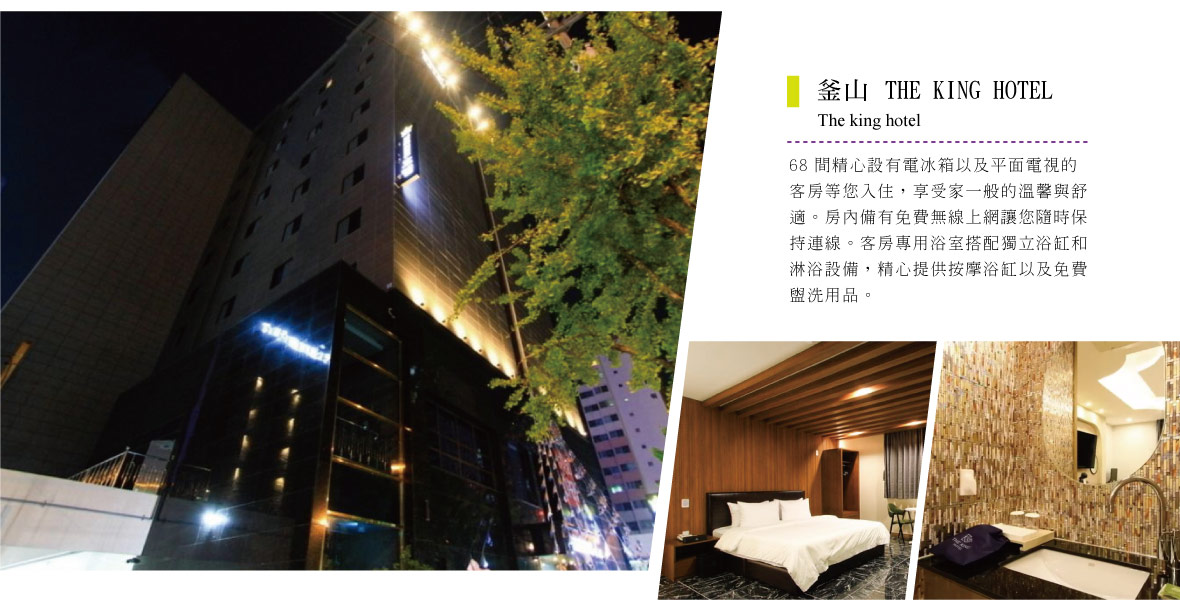 釜山 THE KING HOTEL
The king hotel
68 間精心設有電冰箱以及平面電視的
客房等您入住，享受家一般的溫馨與舒
適。房內備有免費無線上網讓您隨時保
持連線。客房專用浴室搭配獨立浴缸和
淋浴設備，精心提供按摩浴缸以及免費
盥洗用品。